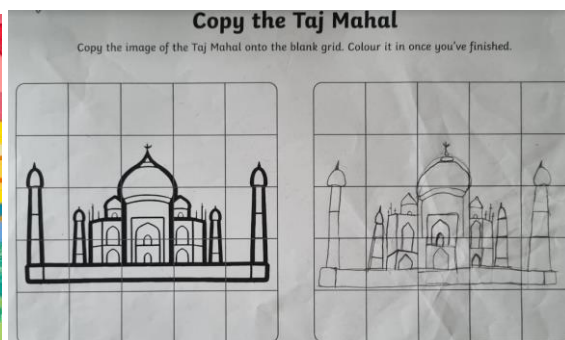 Copy the Taj Mahal
Copy the image of the Taj Mahal onto the blank grid. Colour it in once you've finished.